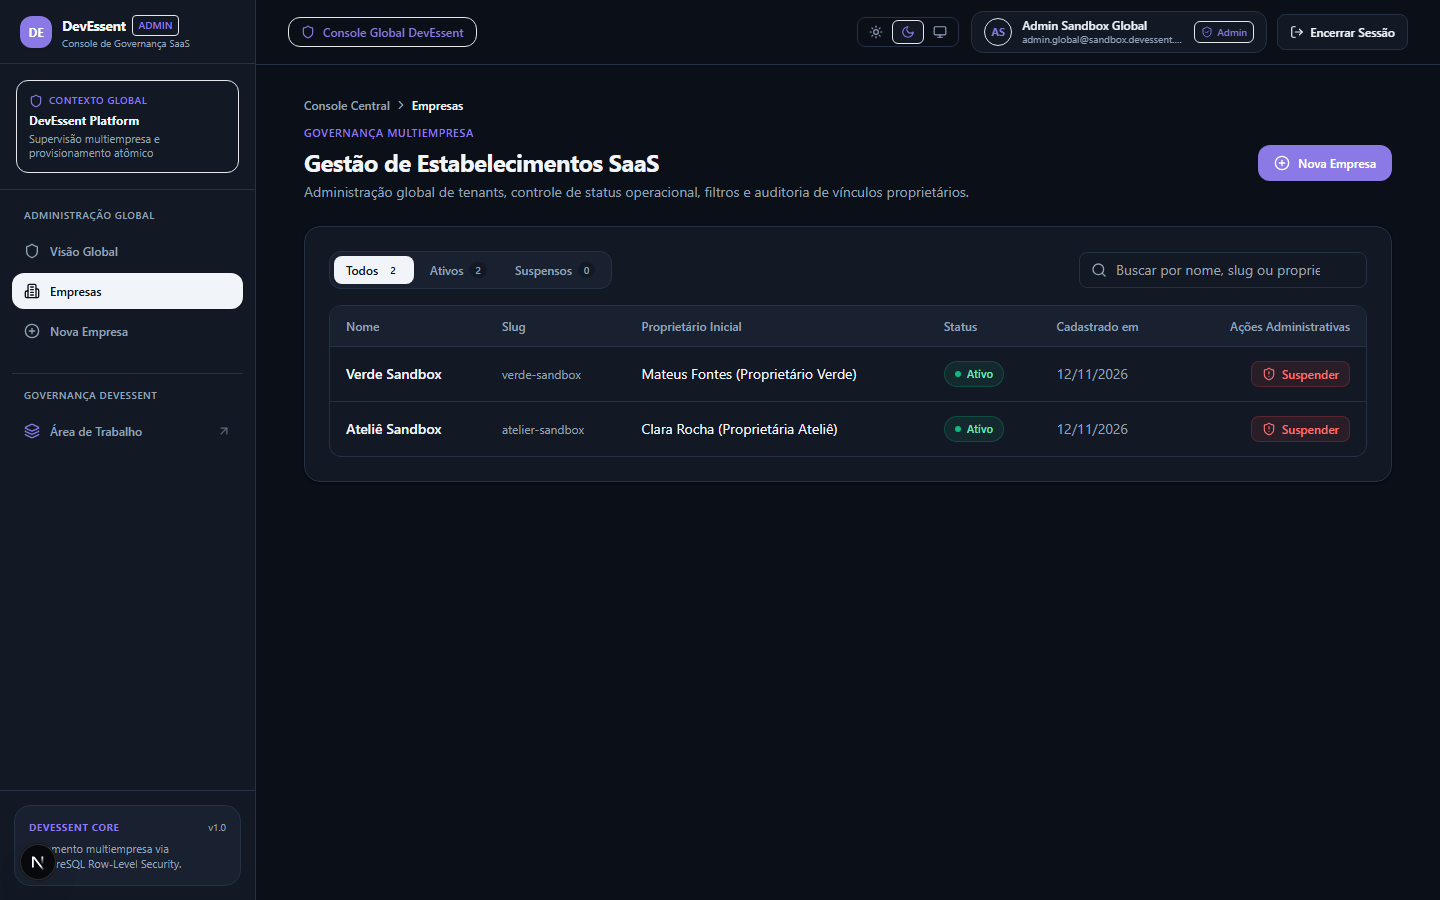 DE
DevEssent ADMIN
Console de Governança SaaS
CONTEXTO GLOBAL
DevEssent Platform
Supervisão multiempresa e
provisionamento atômico
ADMINISTRAÇÃO GLOBAL
Visão Global
Empresas
Nova Empresa
GOVERNANÇA DEVESSENT
Área de Trabalho
DEVESSENT CORE v1.0
mento multiempresa via
reSQL Row-Level Security.
N
Console Global DevEssent
AS
Admin Sandbox Global
admin.global@sandbox.devessent....
Admin
Encerrar Sessão
Console Central > Empresas
GOVERNANÇA MULTIEMPRESA
Gestão de Estabelecimentos SaaS
Administração global de tenants, controle de status operacional, filtros e auditoria de vínculos proprietários.
Nova Empresa
Todos 2 Ativos 2 Suspensos 0
Buscar por nome, slug ou proprie
Nome Slug Proprietário Inicial Status Cadastrado em Ações Administrativas
Verde Sandbox verde-sandbox Mateus Fontes (Proprietário Verde) Ativo 12/11/2026 Suspender
Ateliê Sandbox atelier-sandbox Clara Rocha (Proprietária Ateliê) Ativo 12/11/2026 Suspender